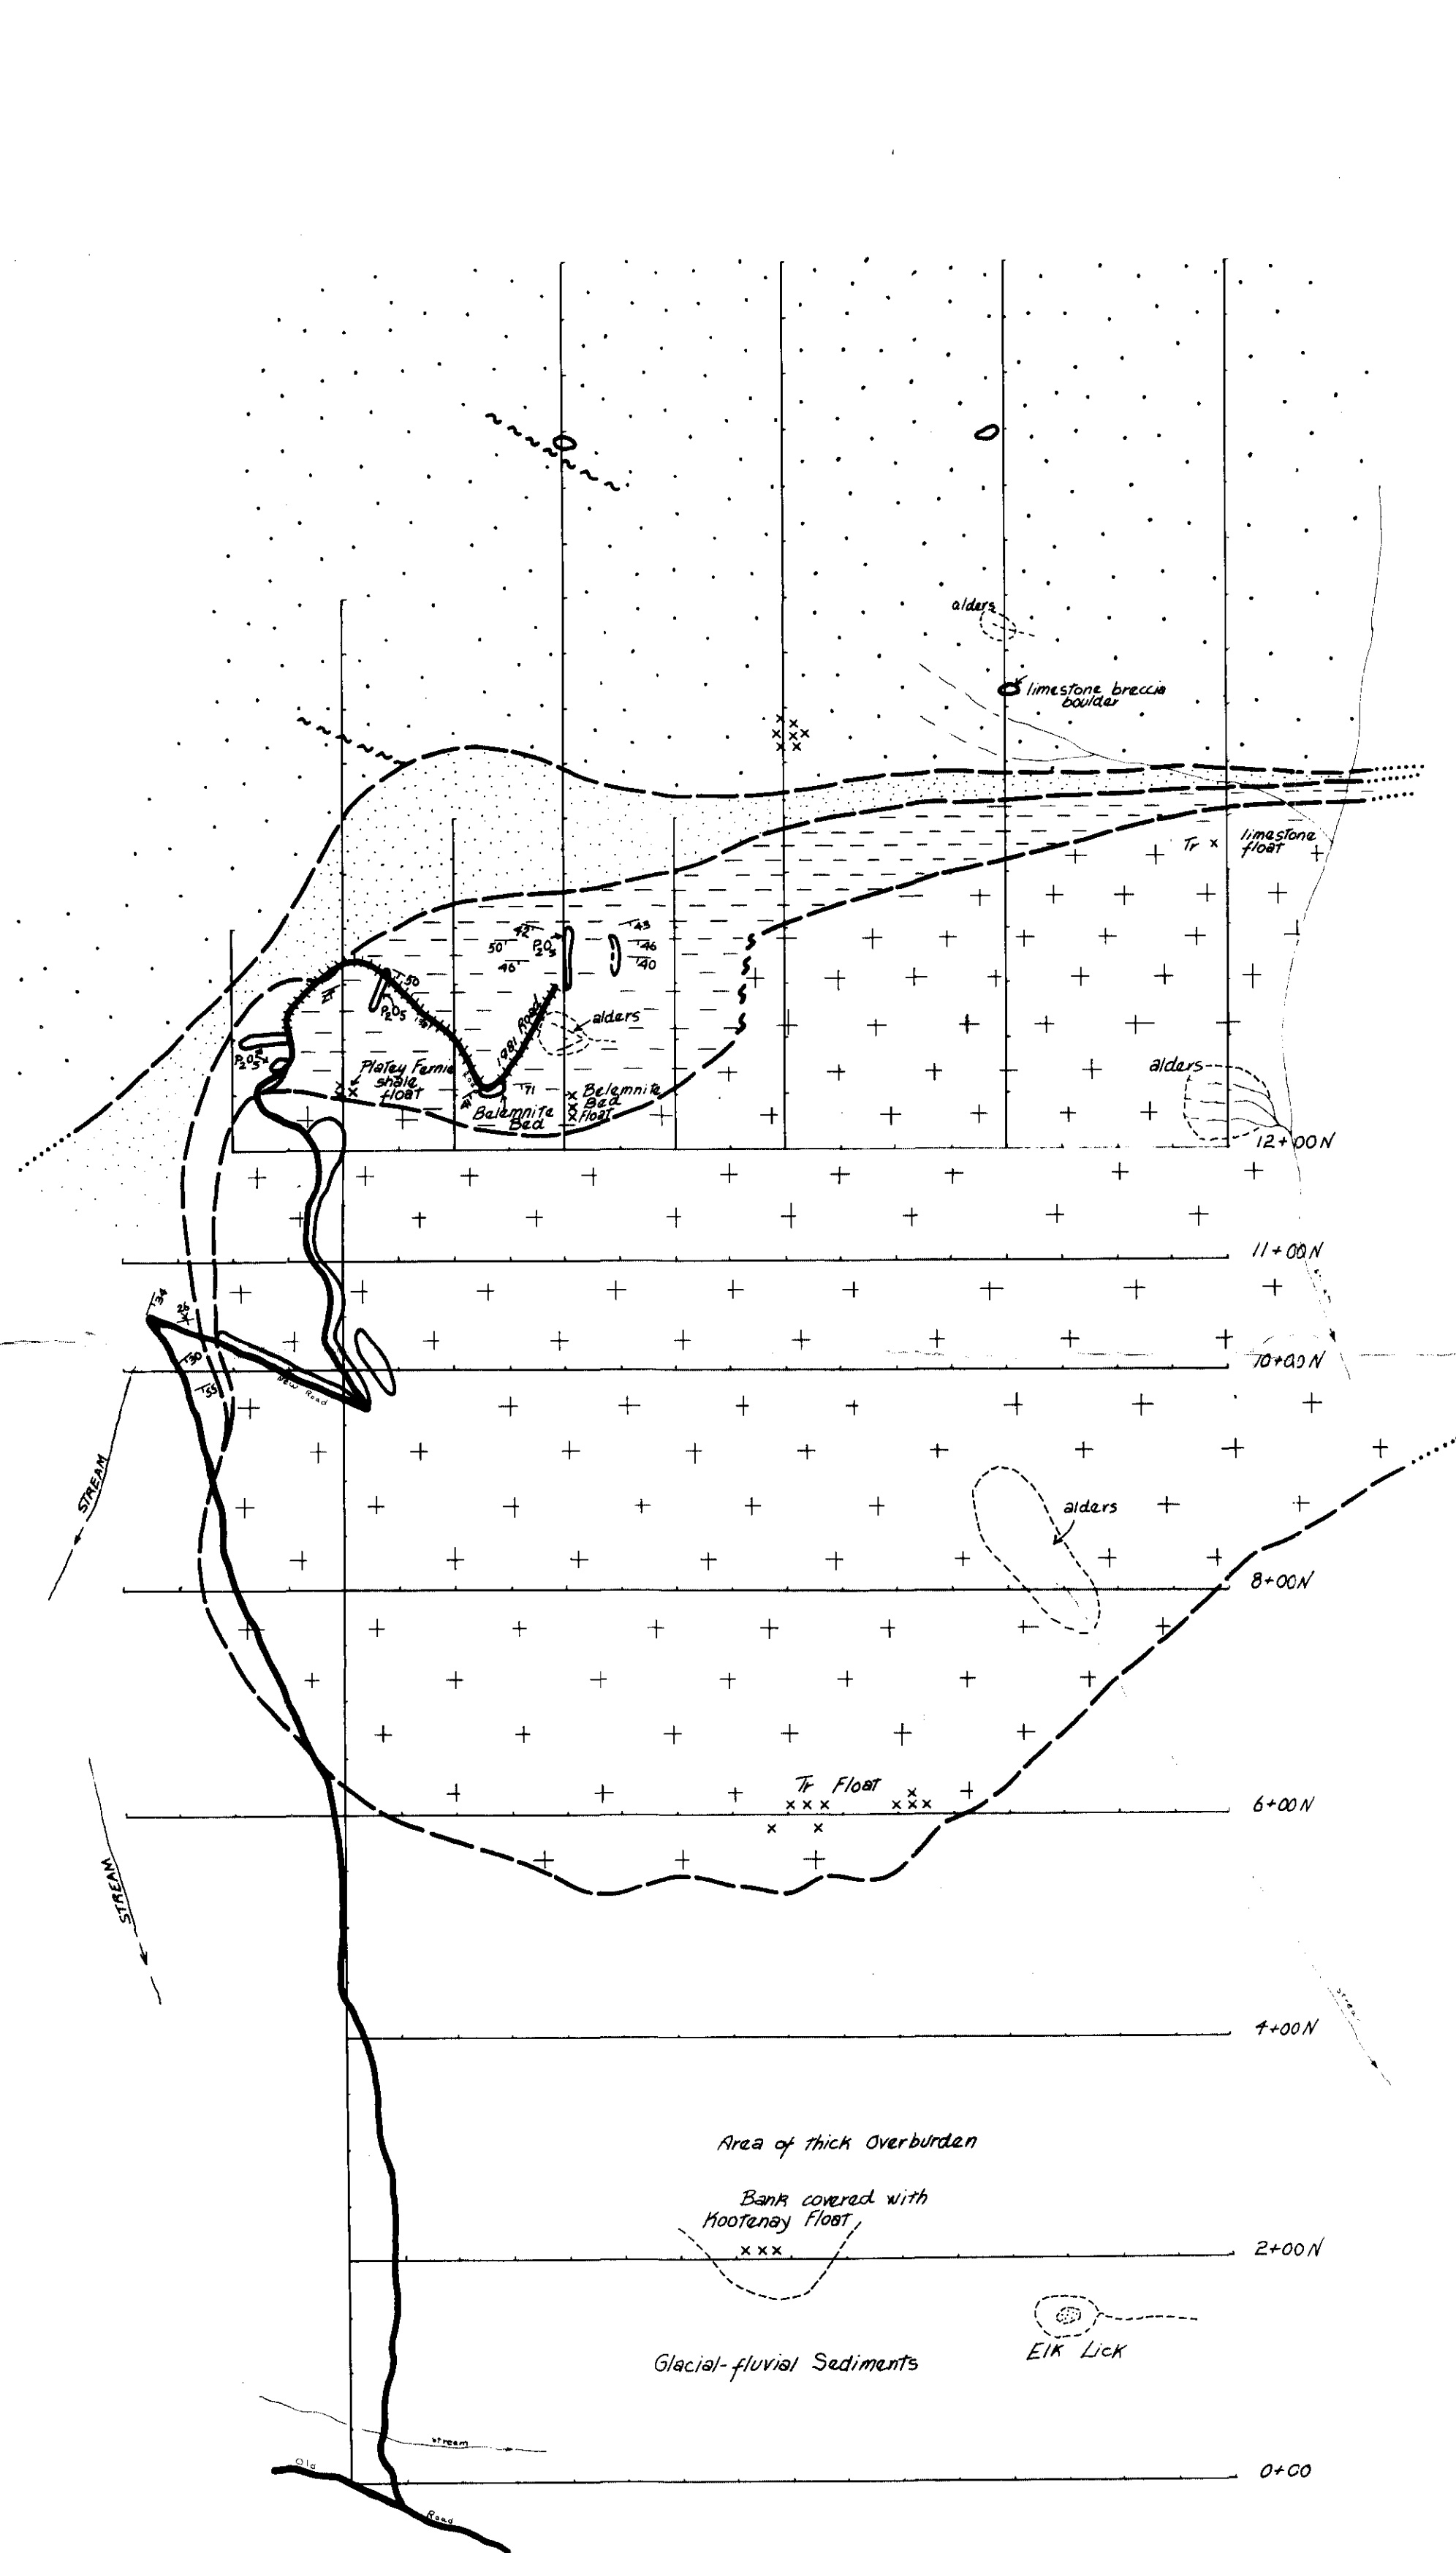 alders
limestone breccia
boulder
Tr x
limestone
float
42
50
P2O5
46
43
46
40
50
P2O5
1981 Road
alders
P2O5
Platey Fernie
shale
float
71
Belemnite
Bed
Belemnite
Bed
Float
alders
12+00N
11+00N
34
26
30
55
New Road
10+00N
STREAM
alders
8+00N
Tr Float
6+00N
STREAM
4+00N
Area of thick Overburden
Bank covered with
Kootenay Float
2+00N
Elk Lick
Glacial-fluvial Sediments
stream
Old
Road
0+00